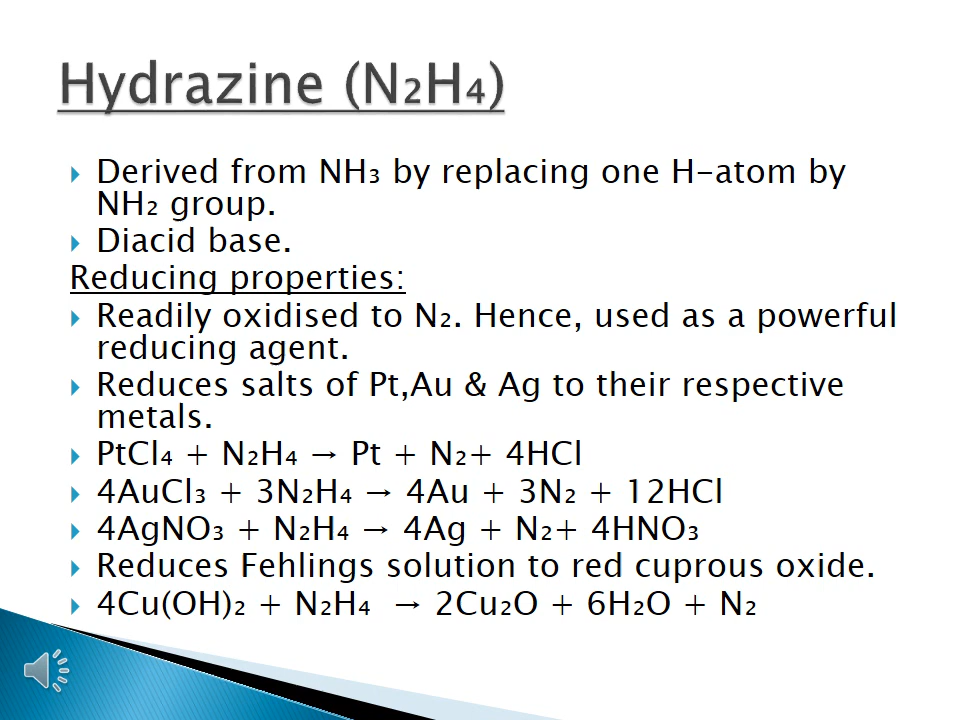 Hydrazine (N₂H₄)
Derived from NH₃ by replacing one H-atom by
NH₂ group.
Diacid base.
Reducing properties:
Readily oxidised to N₂. Hence, used as a powerful
reducing agent.
Reduces salts of Pt,Au & Ag to their respective
metals.
PtCl₄ + N₂H₄ → Pt + N₂+ 4HCl
4AuCl₃ + 3N₂H₄ → 4Au + 3N₂ + 12HCl
4AgNO₃ + N₂H₄ → 4Ag + N₂+ 4HNO₃
Reduces Fehlings solution to red cuprous oxide.
4Cu(OH)₂ + N₂H₄ → 2Cu₂O + 6H₂O + N₂